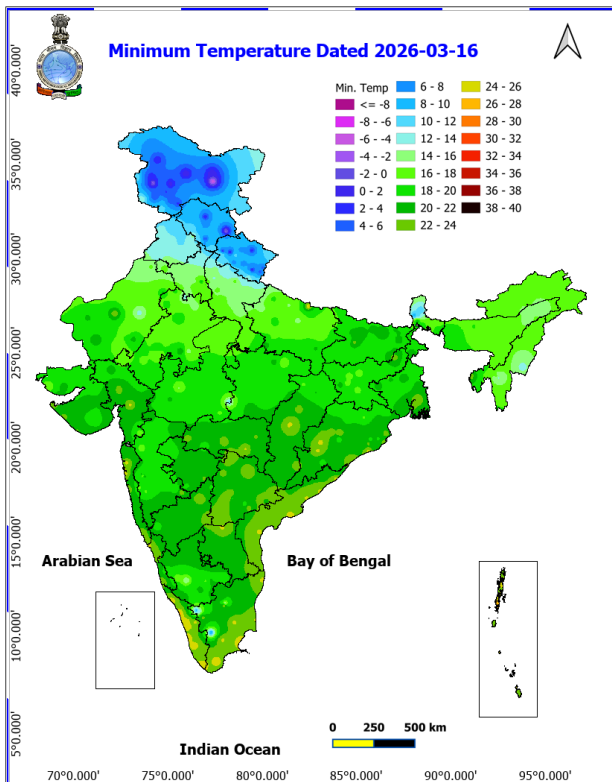 Minimum Temperature Dated 2026-03-16
Min. Temp
<= -8
-8 - -6
-6 - -4
-4 - -2
-2 - 0
0 - 2
2 - 4
4 - 6
6 - 8
8 - 10
10 - 12
12 - 14
14 - 16
16 - 18
18 - 20
20 - 22
22 - 24
24 - 26
26 - 28
28 - 30
30 - 32
32 - 34
34 - 36
36 - 38
38 - 40
40°0.000'
35°0.000'
30°0.000'
25°0.000'
20°0.000'
15°0.000'
10°0.000'
5°0.000'
Arabian Sea
Bay of Bengal
Indian Ocean
0 250 500 km
70°0.000' 75°0.000' 80°0.000' 85°0.000' 90°0.000' 95°0.000'